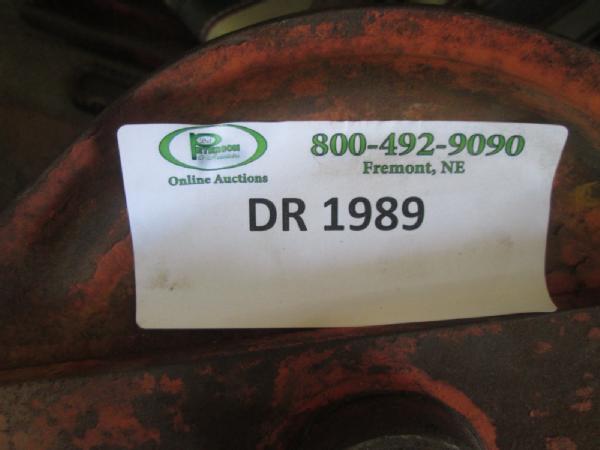 PETERSON
Online Auctions
800-492-9090
Fremont, NE
DR 1989